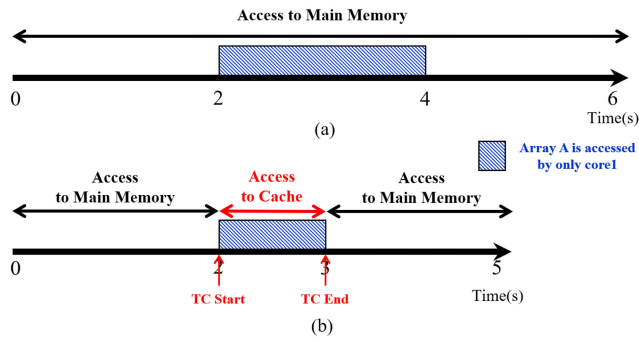 Access to Main Memory
0 2 4 6
Time(s)
(a)
Array A is accessed
by only core1
Access
to Main Memory
Access
to Cache
Access
to Main Memory
0 2 3 5
TC Start TC End Time(s)
(b)